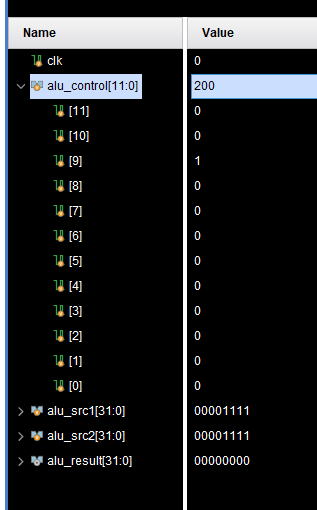 Name Value
clk 0
alu_control[11:0] 200
[11] 0
[10] 0
[9] 1
[8] 0
[7] 0
[6] 0
[5] 0
[4] 0
[3] 0
[2] 0
[1] 0
[0] 0
alu_src1[31:0] 00001111
alu_src2[31:0] 00001111
alu_result[31:0] 00000000